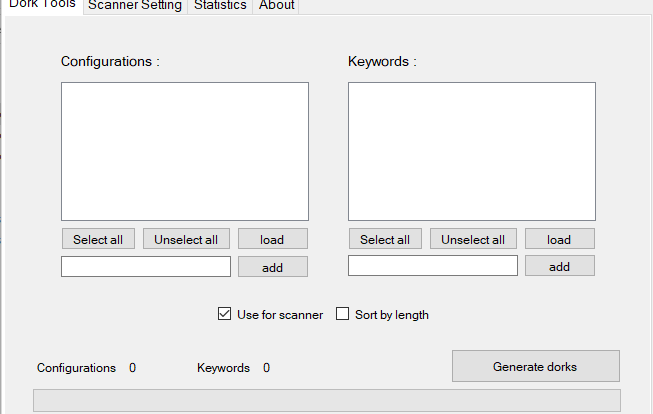 Dork Tools Scanner Setting Statistics About
Configurations : Keywords :
Select all Unselect all load Select all Unselect all load
add add
Use for scanner Sort by length
Configurations 0 Keywords 0 Generate dorks